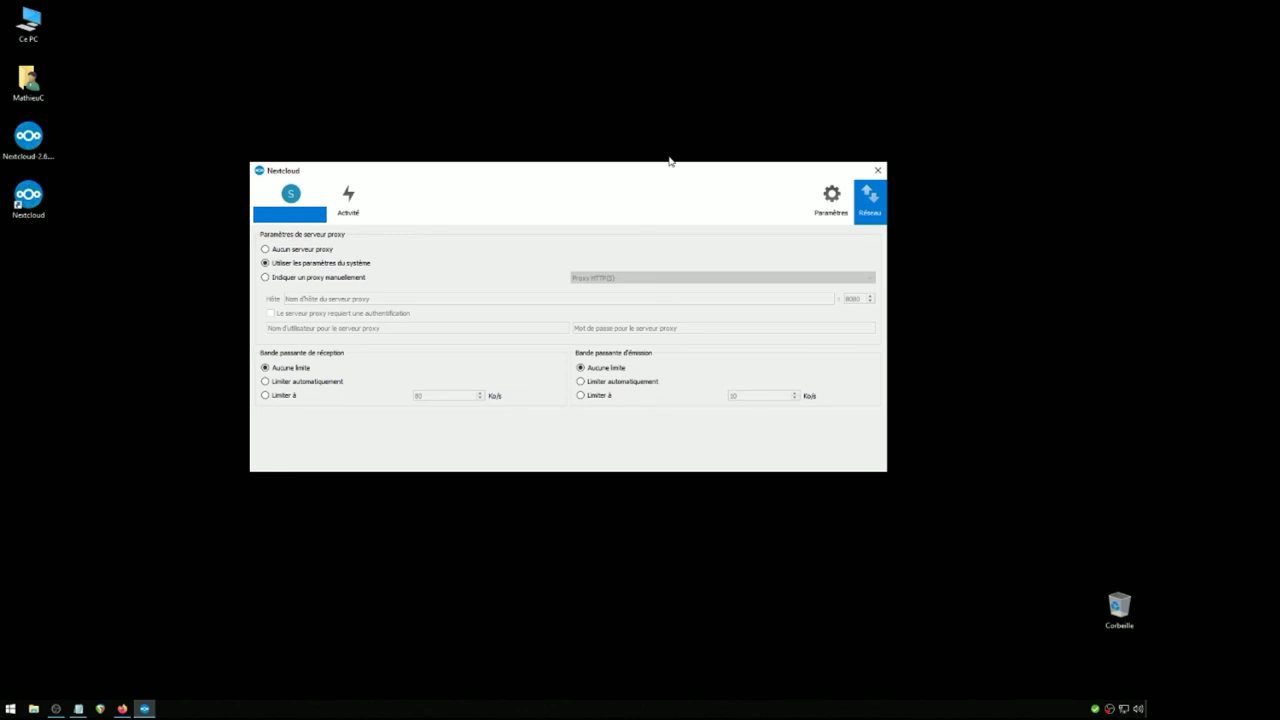 Ce PC
MathieuC
Nextcloud-2.6....
Nextcloud
Nextcloud
S
Activité
Paramètres
Réseau
Paramètres de serveur proxy
Aucun serveur proxy
Utiliser les paramètres du système
Indiquer un proxy manuellement
Proxy HTTP(S)
Hôte
Nom d'hôte du serveur proxy
: 8080
Le serveur proxy requiert une authentification
Nom d'utilisateur pour le serveur proxy
Mot de passe pour le serveur proxy
Bande passante de réception
Aucune limite
Limiter automatiquement
Limiter à
80
Ko/s
Bande passante d'émission
Aucune limite
Limiter automatiquement
Limiter à
10
Ko/s
Corbeille